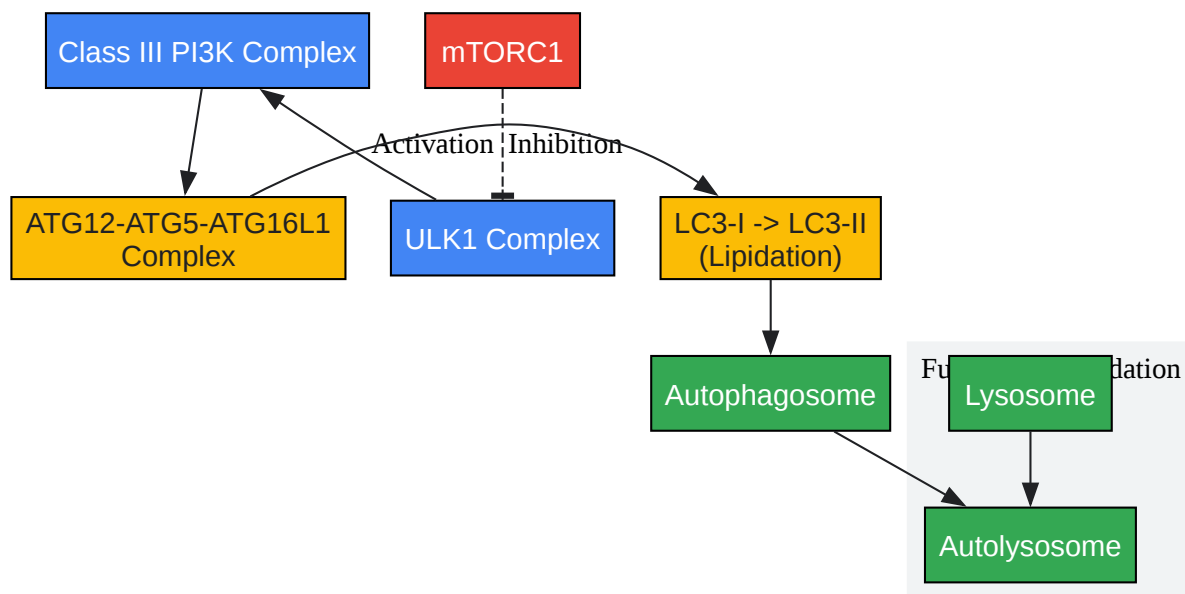 Class III PI3K Complex
mTORC1
Activation
Inhibition
ATG12-ATG5-ATG16L1
Complex
ULK1 Complex
LC3-I -> LC3-II
(Lipidation)
Autophagosome
Lysosome
Autolysosome